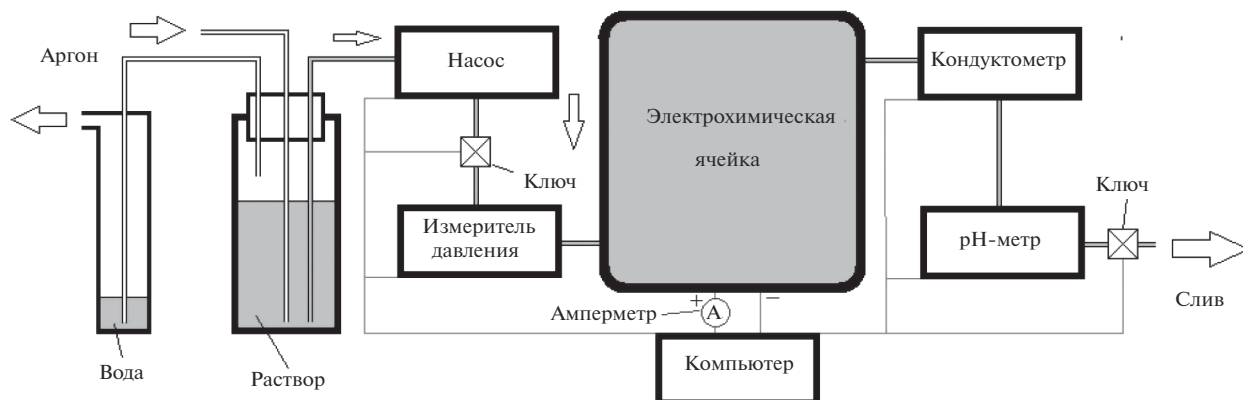 Аргон
Насос
Кондуктометр
Электрохимическая
ячейка
Ключ
Ключ
Измеритель
давления
pH-метр
Слив
+
−
Амперметр
А
Компьютер
Вода
Раствор